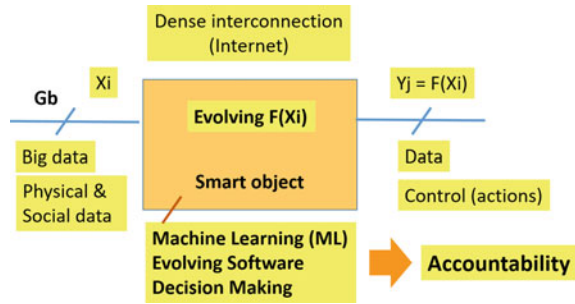 Dense interconnection
(Internet)
Xi
Gb
Yj = F(Xi)
Evolving F(Xi)
Big data
Physical &
Social data
Smart object
Data
Control (actions)
Machine Learning (ML)
Evolving Software
Decision Making
Accountability